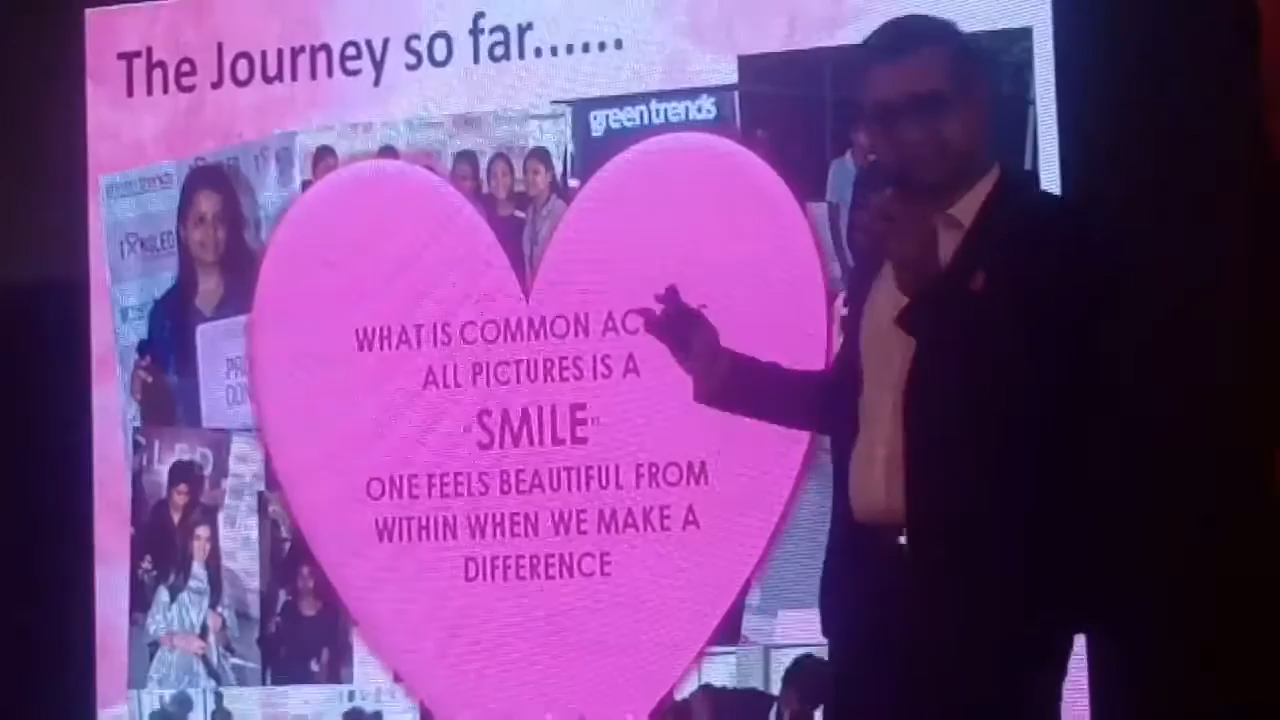 The Journey so far......
green trends
WHAT IS COMMON AC
ALL PICTURES IS A
"SMILE"
ONE FEELS BEAUTIFUL FROM
WITHIN WHEN WE MAKE A
DIFFERENCE